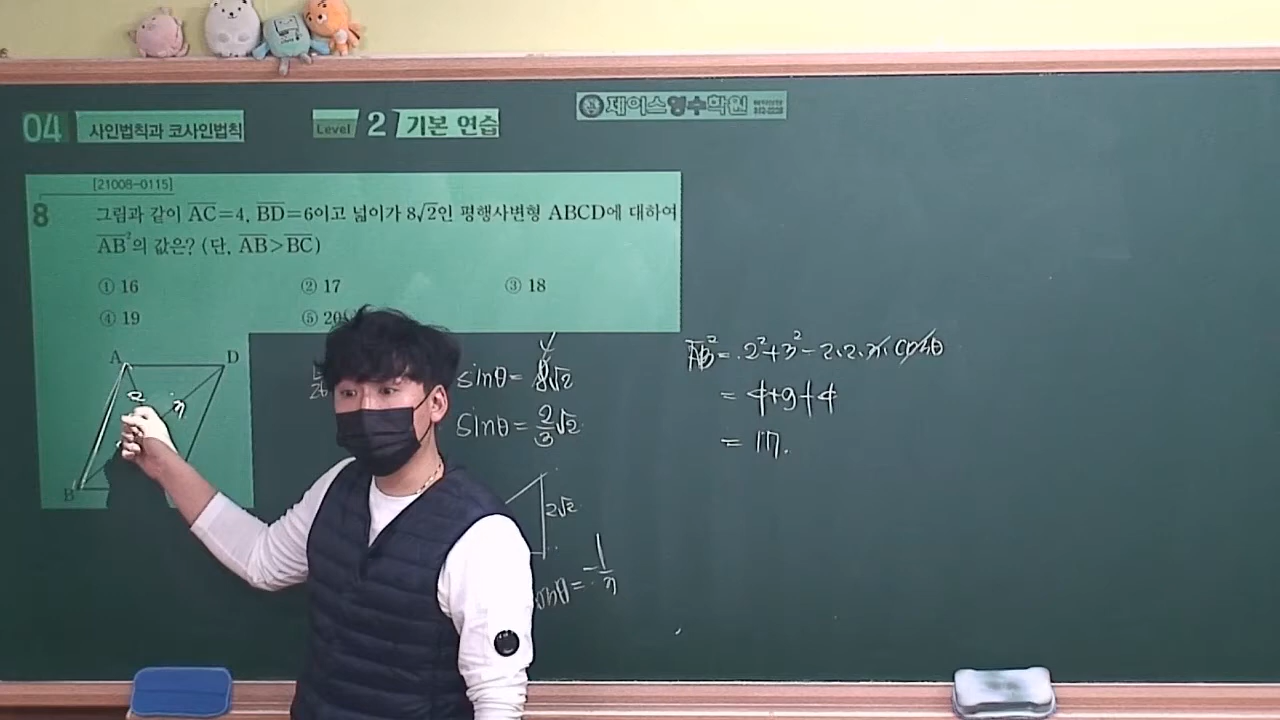 제이스영수학원
04 사인법칙과 코사인법칙 Level 2 기본 연습
[21008-0115]
8 그림과 같이 AC=4, BD=6이고 넓이가 8√2인 평행사변형 ABCD에 대하여
AB²의 값은? (단, AB>BC)
① 16 ② 17 ③ 18
④ 19 ⑤ 20
A D
2 3
B
sinθ = 8√2
sinθ = 2/3 √2
2√2
θ = -1/3
AB² = 2² + 3² - 2·2·3·cosθ
= 4+9+4
= 17.